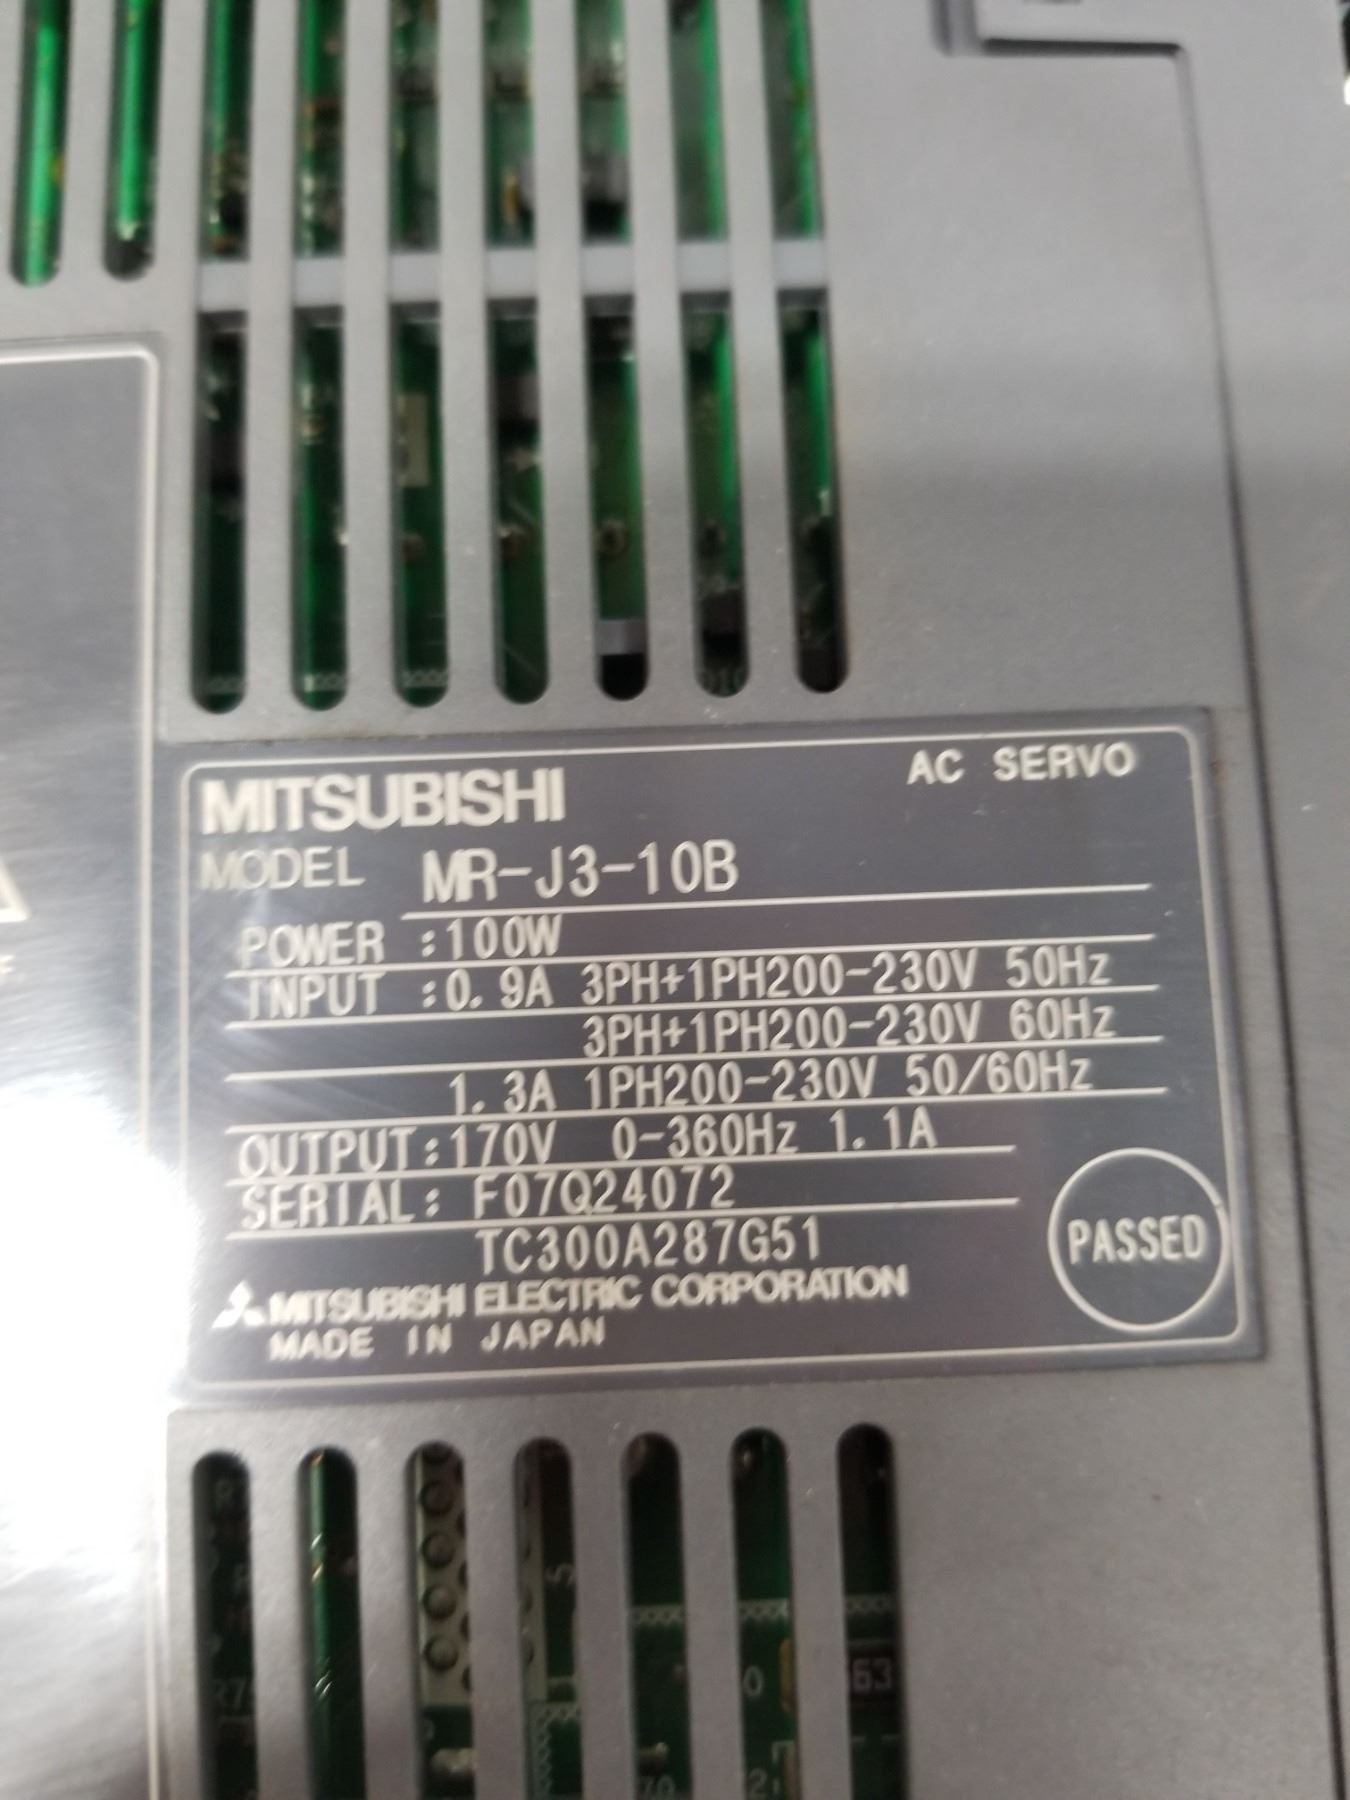 MITSUBISHI AC SERVO
MODEL MR-J3-10B
POWER :100W
INPUT :0.9A 3PH+1PH200-230V 50Hz
3PH+1PH200-230V 60Hz
1.3A 1PH200-230V 50/60Hz
OUTPUT:170V 0-360Hz 1.1A
SERIAL: F07Q24072
TC300A287G51
PASSED
MITSUBISHI ELECTRIC CORPORATION
MADE IN JAPAN
63